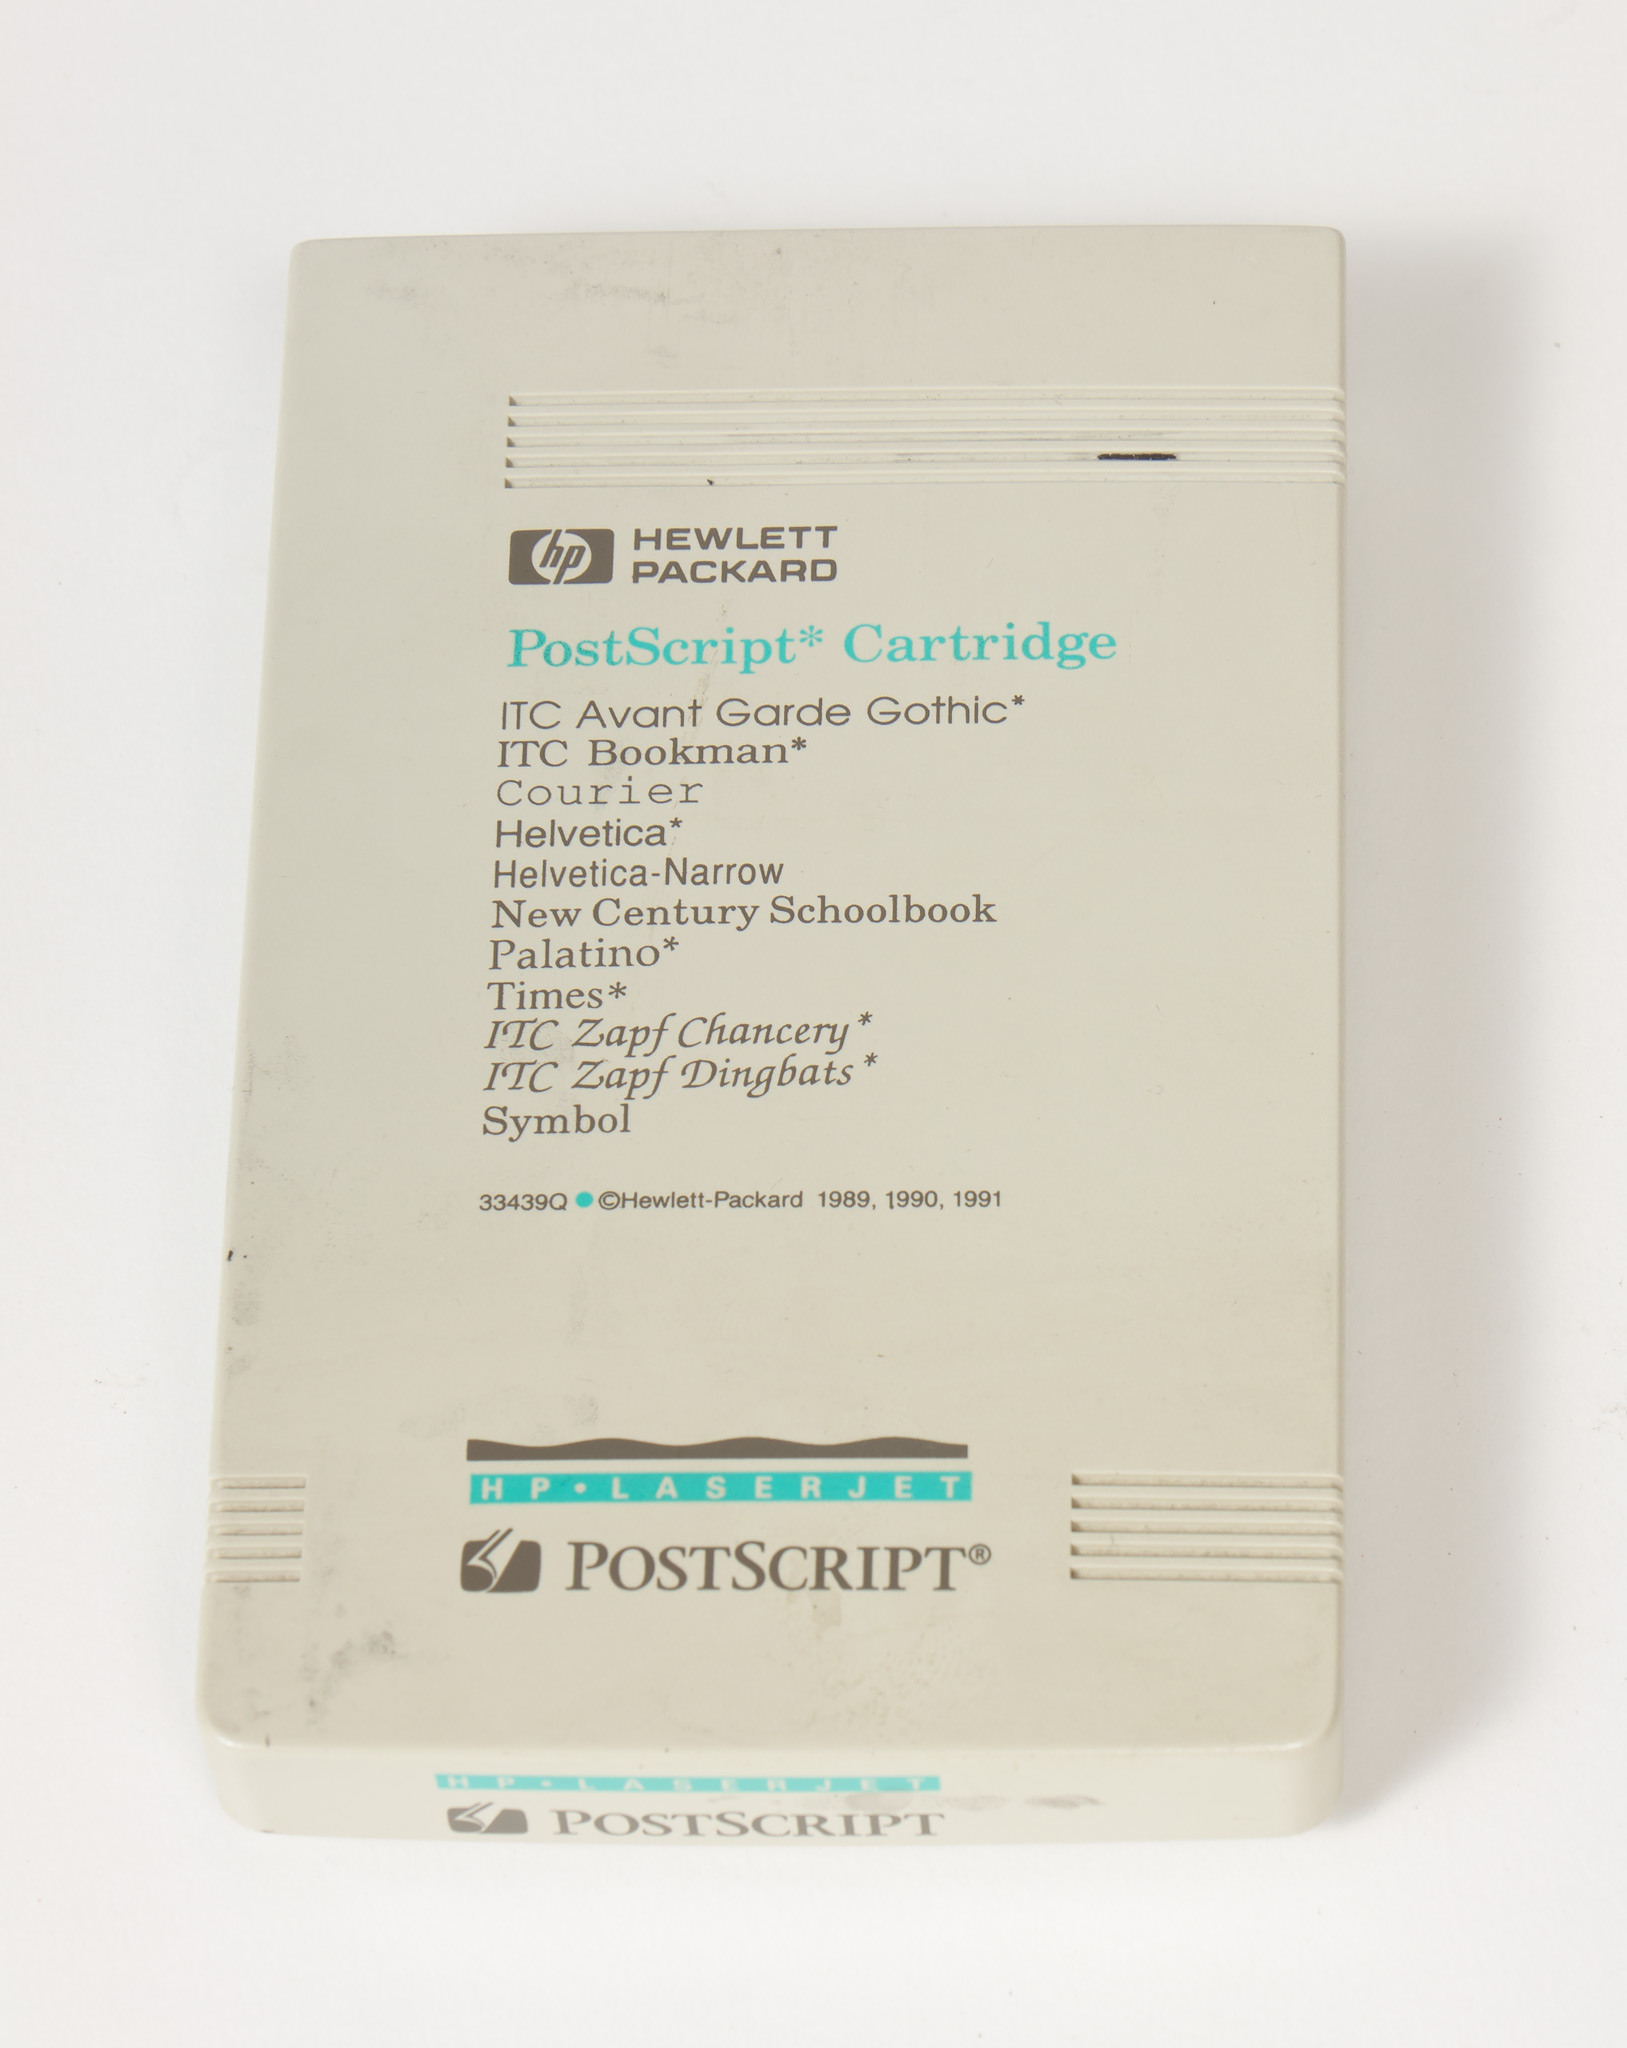 hp HEWLETT
PACKARD
PostScript* Cartridge
ITC Avant Garde Gothic*
ITC Bookman*
Courier
Helvetica*
Helvetica-Narrow
New Century Schoolbook
Palatino*
Times*
ITC Zapf Chancery*
ITC Zapf Dingbats*
Symbol
33439Q ● ©Hewlett-Packard 1989, 1990, 1991
HP•LASERJET
POSTSCRIPT®
HP•LASERJET
POSTSCRIPT